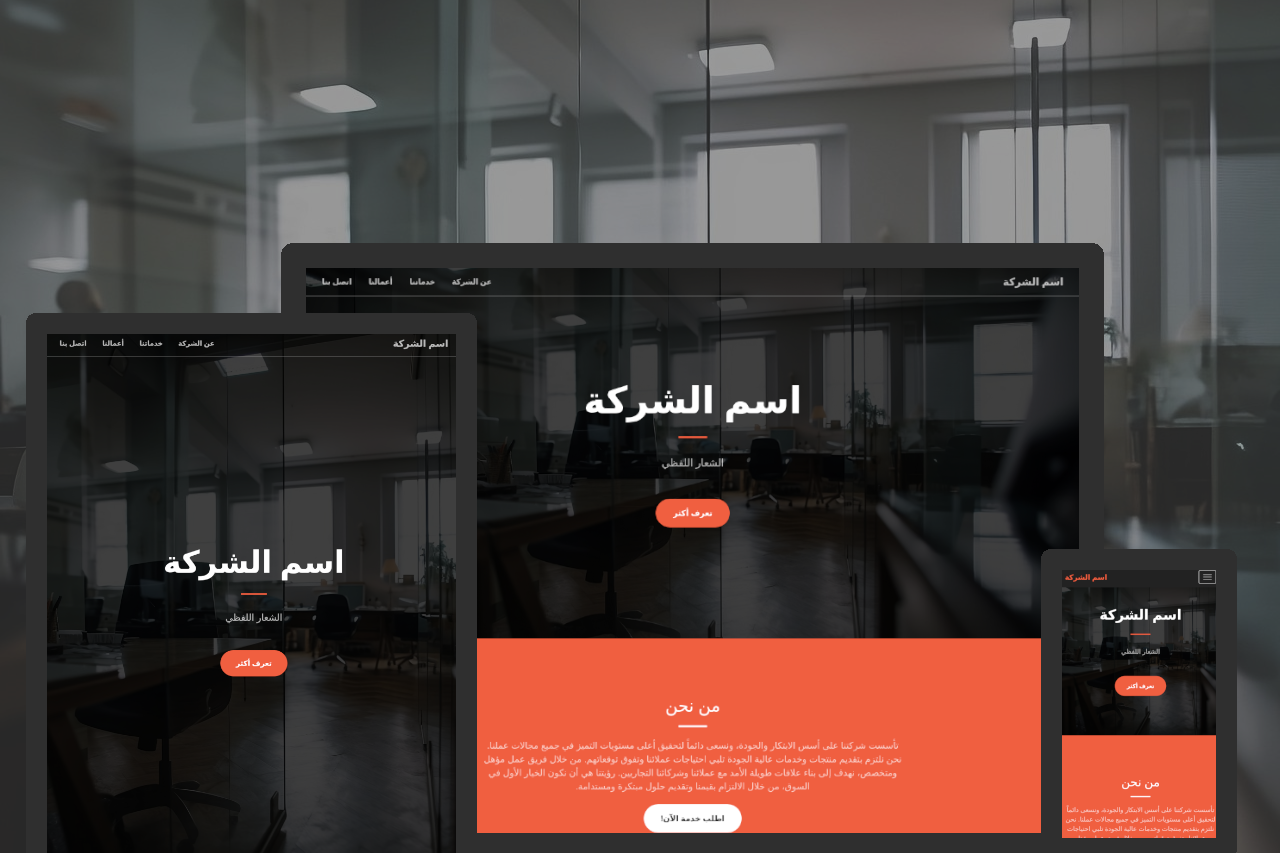 اسم الشركة
عن الشركة
خدماتنا
أعمالنا
اتصل بنا
اسم الشركة
الشعار اللفظي
تعرف أكثر
من نحن
تأسست شركتنا على أسس الابتكار والجودة، ونسعى دائماً لتحقيق أعلى مستويات التميز في جميع مجالات عملنا.
نحن نلتزم بتقديم منتجات وخدمات عالية الجودة تلبي احتياجات عملائنا وتفوق توقعاتهم. من خلال فريق عمل مؤهل
ومتخصص، نهدف إلى بناء علاقات طويلة الأمد مع عملائنا وشركائنا التجاريين. رؤيتنا هي أن نكون الخيار الأول في
السوق، من خلال الالتزام بقيمنا وتقديم حلول مبتكرة ومستدامة.
اطلب خدمة الآن!
اسم الشركة
عن الشركة
خدماتنا
أعمالنا
اتصل بنا
اسم الشركة
الشعار اللفظي
تعرف أكثر
اسم الشركة
اسم الشركة
الشعار اللفظي
تعرف أكثر
من نحن
تأسست شركتنا على أسس الابتكار والجودة، ونسعى دائماً
لتحقيق أعلى مستويات التميز في جميع مجالات عملنا. نحن
نلتزم بتقديم منتجات وخدمات عالية الجودة تلبي احتياجات